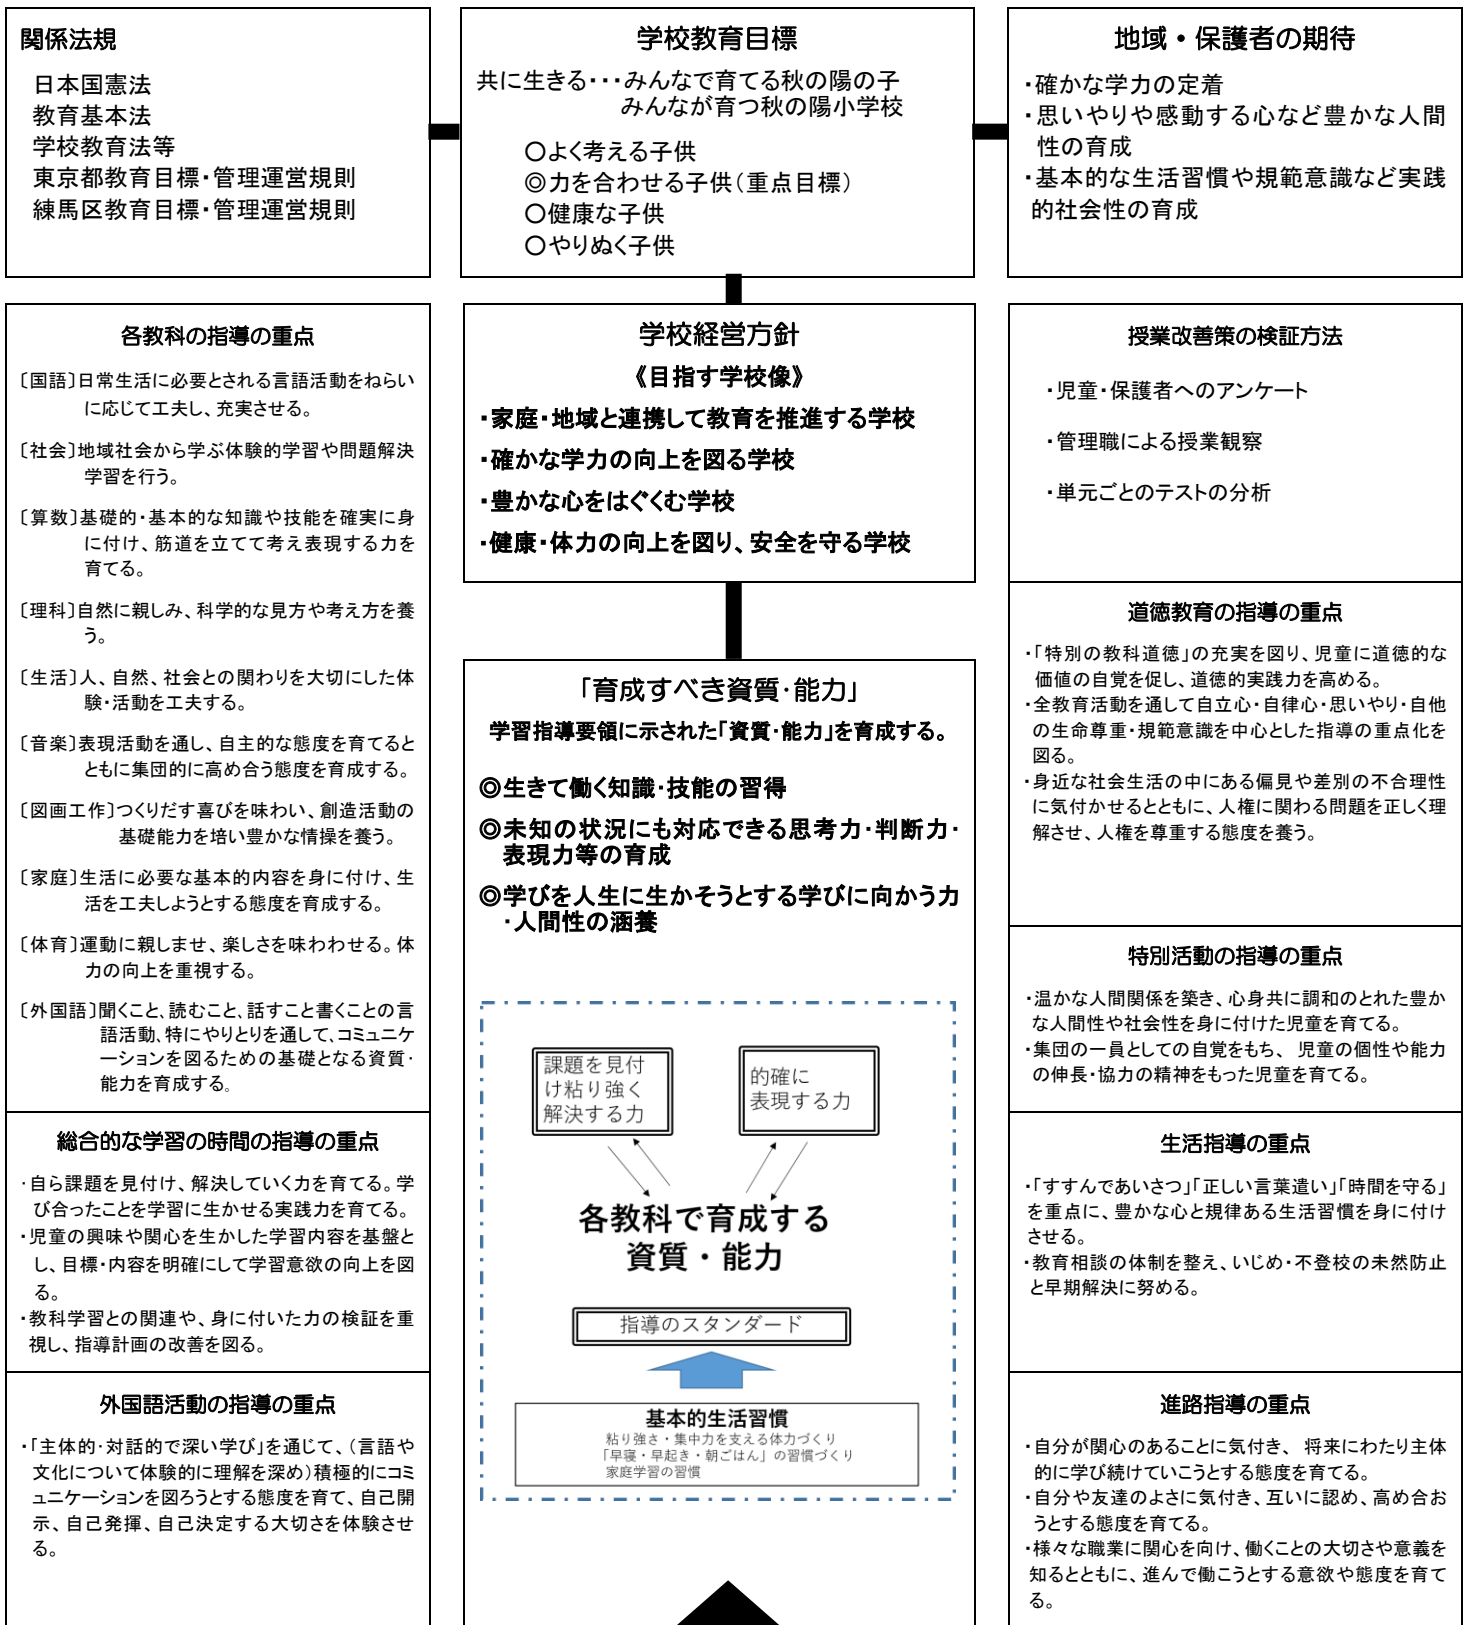 関係法規
日本国憲法
教育基本法
学校教育法等
東京都教育目標・管理運営規則
練馬区教育目標・管理運営規則
学校教育目標
共に生きる・・・みんなで育てる秋の陽の子
みんなが育つ秋の陽小学校
〇よく考える子供
◎力を合わせる子供（重点目標）
〇健康な子供
〇やりぬく子供
地域・保護者の期待
・確かな学力の定着
・思いやりや感動する心など豊かな人間
性の育成
・基本的な生活習慣や規範意識など実践
的社会性の育成
各教科の指導の重点
〔国語〕日常生活に必要とされる言語活動をねらい
に応じて工夫し、充実させる。
〔社会〕地域社会から学ぶ体験的学習や問題解決
学習を行う。
〔算数〕基礎的・基本的な知識や技能を確実に身
に付け、筋道を立てて考え表現する力を
育てる。
〔理科〕自然に親しみ、科学的な見方や考え方を養
う。
〔生活〕人、自然、社会との関わりを大切にした体
験・活動を工夫する。
〔音楽〕表現活動を通し、自主的な態度を育てると
ともに集団的に高め合う態度を育成する。
〔図画工作〕つくりだす喜びを味わい、創造活動の
基礎能力を培い豊かな情操を養う。
〔家庭〕生活に必要な基本的内容を身に付け、生
活を工夫しようとする態度を育成する。
〔体育〕運動に親しませ、楽しさを味わわせる。体
力の向上を重視する。
〔外国語〕聞くこと、読むこと、話すこと書くことの言
語活動、特にやりとりを通して、コミュニケ
ーションを図るための基礎となる資質・
能力を育成する。
総合的な学習の時間の指導の重点
・自ら課題を見付け、解決していく力を育てる。学
び合ったことを学習に生かせる実践力を育てる。
・児童の興味や関心を生かした学習内容を基盤と
し、目標・内容を明確にして学習意欲の向上を図
る。
・教科学習との関連や、身に付いた力の検証を重
視し、指導計画の改善を図る。
外国語活動の指導の重点
・「主体的・対話的で深い学び」を通じて、（言語や
文化について体験的に理解を深め）積極的にコミ
ュニケーションを図ろうとする態度を育て、自己開
示、自己発揮、自己決定する大切さを体験させ
る。
学校経営方針
《目指す学校像》
・家庭・地域と連携して教育を推進する学校
・確かな学力の向上を図る学校
・豊かな心をはぐくむ学校
・健康・体力の向上を図り、安全を守る学校
「育成すべき資質・能力」
学習指導要領に示された「資質・能力」を育成する。
◎生きて働く知識・技能の習得
◎未知の状況にも対応できる思考力・判断力・
表現力等の育成
◎学びを人生に生かそうとする学びに向かう力
・人間性の涵養
課題を見付
け粘り強く
解決する力
的確に
表現する力
各教科で育成する
資質・能力
指導のスタンダード
基本的生活習慣
粘り強さ・集中力を支える体力づくり
「早寝・早起き・朝ごはん」の習慣づくり
家庭学習の習慣
授業改善策の検証方法
・児童・保護者へのアンケート
・管理職による授業観察
・単元ごとのテストの分析
道徳教育の指導の重点
・「特別の教科道徳」の充実を図り、児童に道徳的な
価値の自覚を促し、道徳的実践力を高める。
・全教育活動を通して自立心・自律心・思いやり・自他
の生命尊重・規範意識を中心とした指導の重点化を
図る。
・身近な社会生活の中にある偏見や差別の不合理性
に気付かせるとともに、人権に関わる問題を正しく理
解させ、人権を尊重する態度を養う。
特別活動の指導の重点
・温かな人間関係を築き、心身共に調和のとれた豊か
な人間性や社会性を身に付けた児童を育てる。
・集団の一員としての自覚をもち、 児童の個性や能力
の伸長・協力の精神をもった児童を育てる。
生活指導の重点
・「すすんであいさつ」「正しい言葉遣い」「時間を守る」
を重点に、豊かな心と規律ある生活習慣を身に付け
させる。
・教育相談の体制を整え、いじめ・不登校の未然防止
と早期解決に努める。
進路指導の重点
・自分が関心のあることに気付き、 将来にわたり主体
的に学び続けていこうとする態度を育てる。
・自分や友達のよさに気付き、互いに認め、高め合お
うとする態度を育てる。
・様々な職業に関心を向け、働くことの大切さや意義を
知るとともに、進んで働こうとする意欲や態度を育て
る。